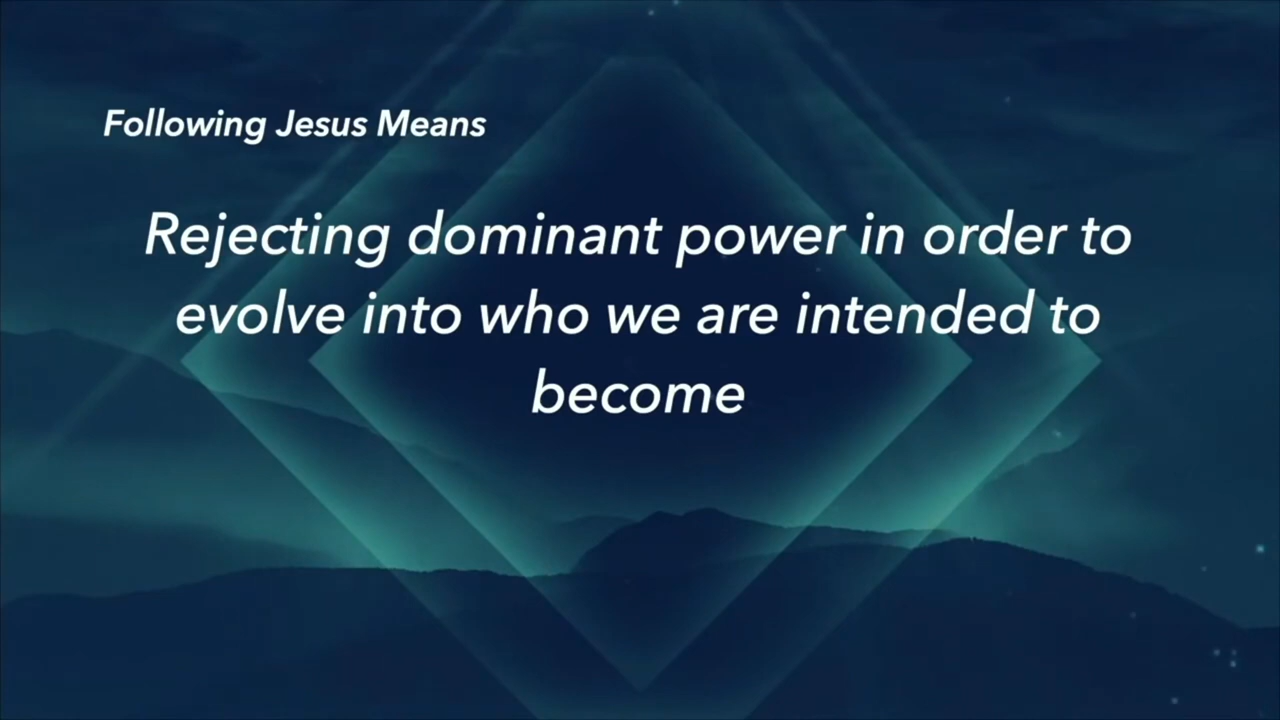 Following Jesus Means
Rejecting dominant power in order to
evolve into who we are intended to
become